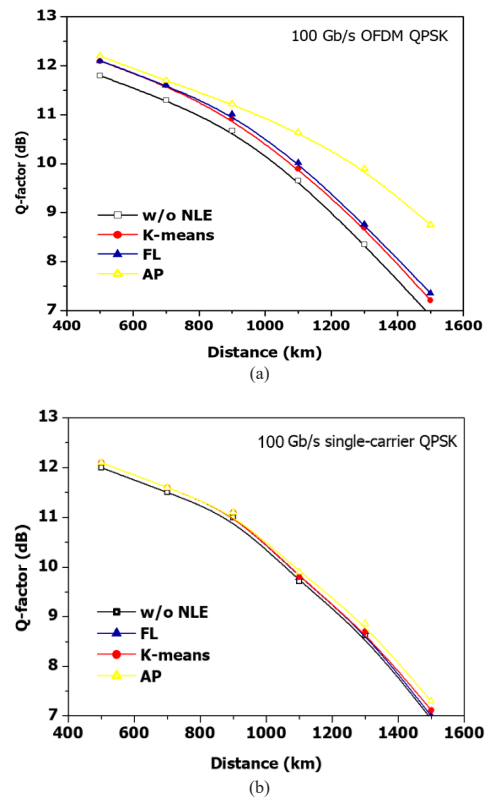 13
100 Gb/s OFDM QPSK
12
11
10
9
8
7
Q-factor (dB)
w/o NLE
K-means
FL
AP
400 600 800 1000 1200 1400 1600
Distance (km)
(a)
13
100 Gb/s single-carrier QPSK
12
11
10
9
8
7
Q-factor (dB)
w/o NLE
FL
K-means
AP
400 600 800 1000 1200 1400 1600
Distance (km)
(b)